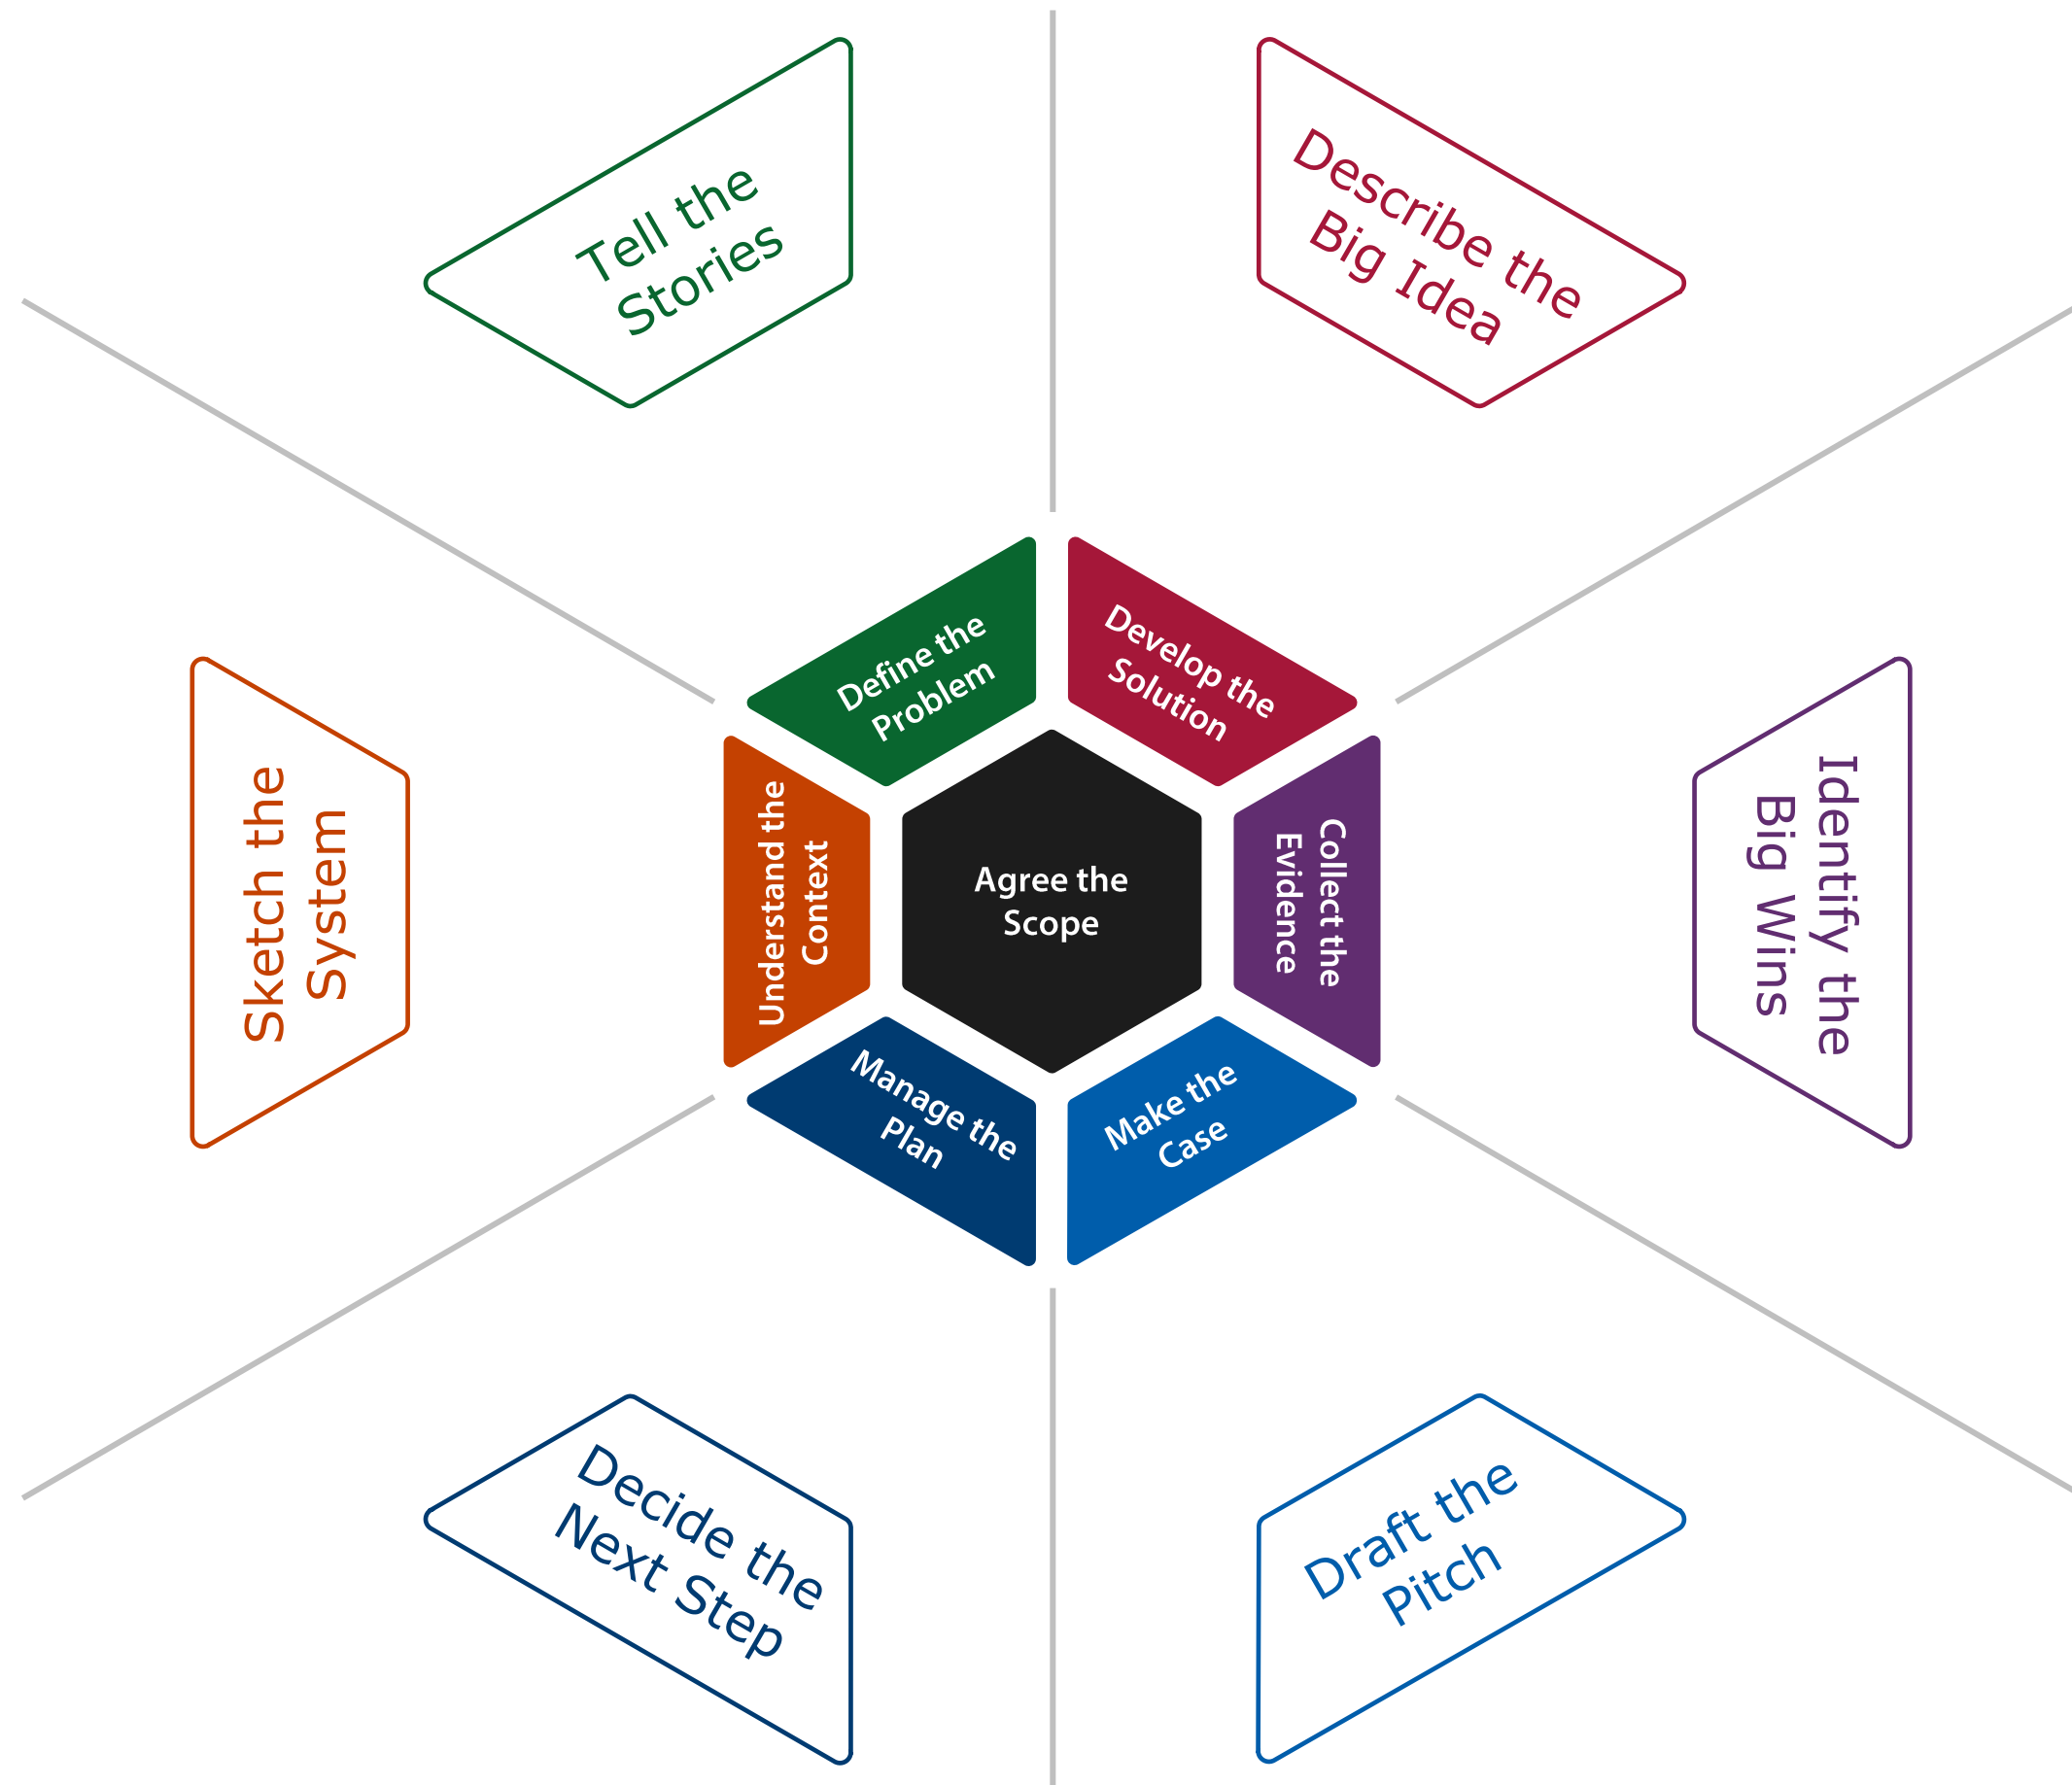 Tell the
Stories
Describe the
Big Idea
Define the
Problem
Develop the
Solution
Sketch the
System
Understand the
Context
Agree the
Scope
Collect the
Evidence
Identify the
Big Wins
Manage the
Plan
Make the
Case
Decide the
Next Step
Draft the
Pitch